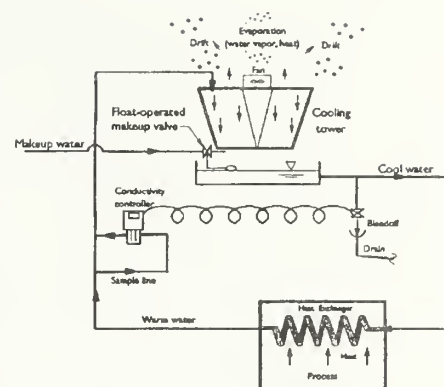 Evaporation
(water vapor, heat)
Drift
Drift
Fan
Float-operated
makeup valve
Cooling
tower
Makeup water
Cool water
Conductivity
controller
Bleedoff
Drain
Sample line
Warm water
Heat Exchanger
Heat
Process